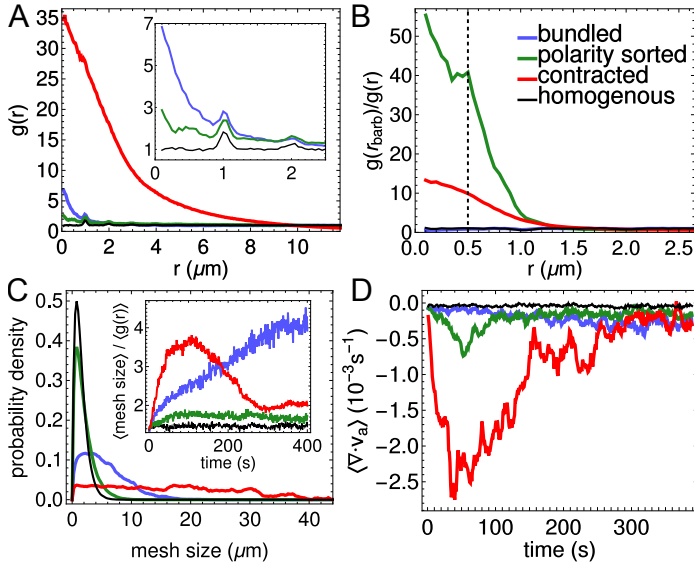 A
g(r)
35
30
25
20
15
10
5
0
0 2 4 6 8 10
r (μm)
7
5
3
1
0 1 2
B
g(r_barb)/g(r)
50
40
30
20
10
0
0.0 0.5 1.0 1.5 2.0 2.5
r (μm)
bundled
polarity sorted
contracted
homogenous
C
probability density
0.5
0.4
0.3
0.2
0.1
0.0
0 10 20 30 40
mesh size (μm)
⟨mesh size⟩ / ⟨g(r)⟩
4
3
2
0 200 400
time (s)
D
⟨∇·v_a⟩ (10⁻³s⁻¹)
0.0
−0.5
−1.0
−1.5
−2.0
−2.5
0 100 200 300
time (s)